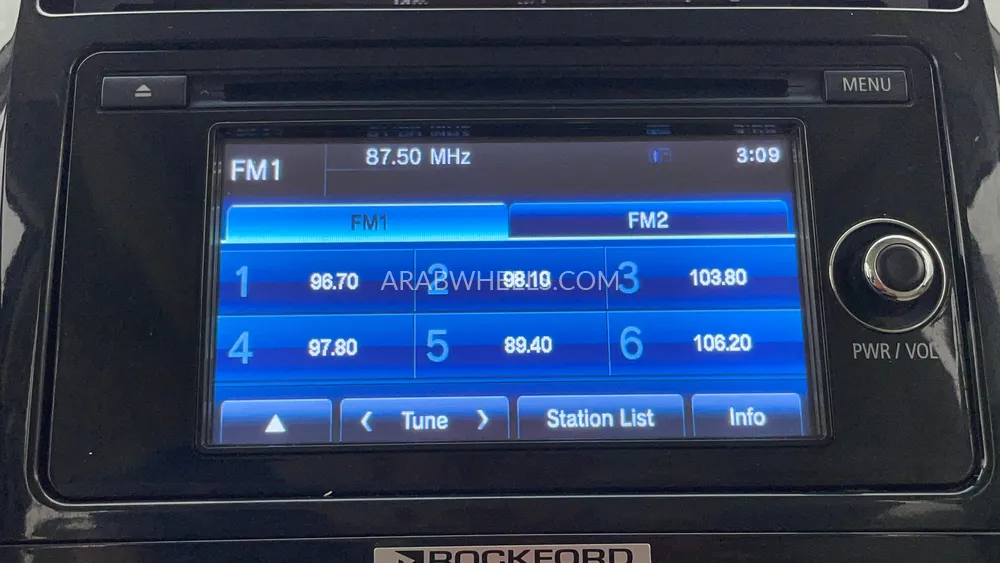 MENU
FM1 87.50 MHz 3:09
FM1 FM2
1 96.70 2 98.10 3 103.80
ARABWHEELS.COM
4 97.80 5 89.40 6 106.20
PWR / VOL
Tune Station List Info
ROCKFORD